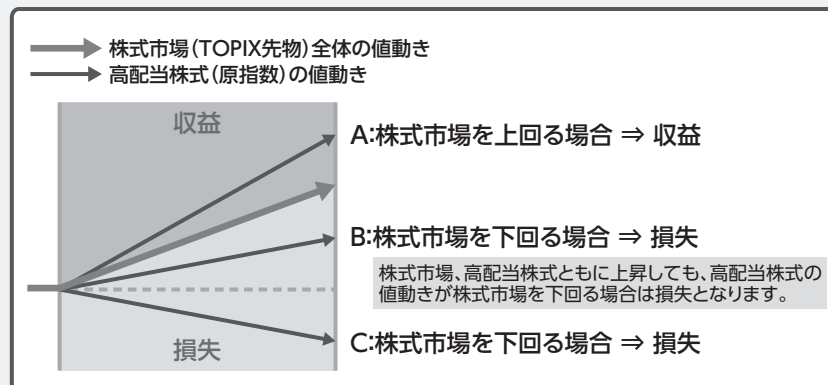 株式市場(TOPIX先物)全体の値動き
高配当株式(原指数)の値動き
収益
A:株式市場を上回る場合 ⇒ 収益
B:株式市場を下回る場合 ⇒ 損失
株式市場、高配当株式ともに上昇しても、高配当株式の
値動きが株式市場を下回る場合は損失となります。
損失
C:株式市場を下回る場合 ⇒ 損失